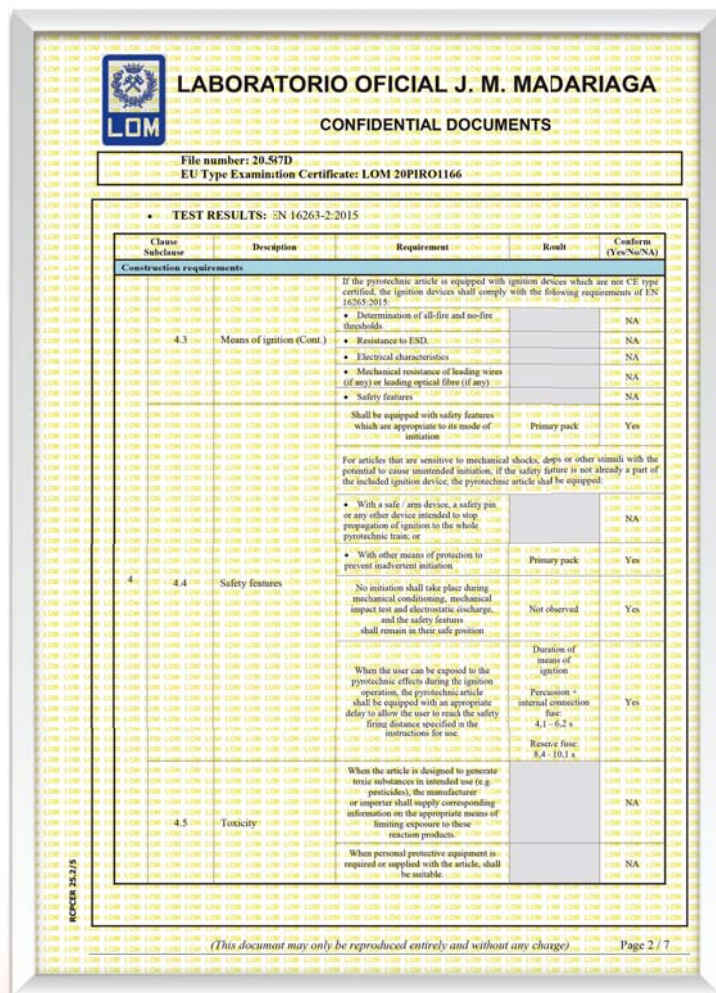 LOM
LABORATORIO OFICIAL J. M. MADARIAGA
CONFIDENTIAL DOCUMENTS
File number: 20.587D
EU Type Examination Certificate: LOM 20PIRO1166
• TEST RESULTS: EN 16263-2:2015
Clause
Subclause
Description
Requirement
Result
Conform
(Yes/No/NA)
Construction requirements
4
4.3
Means of ignition (Cont.)
If the pyrotechnic article is equipped with ignition devices which are not CE type
certified, the ignition devices shall comply with the following requirements of EN
16265:2015:
• Determination of all-fire and no-fire
thresholds
NA
• Resistance to ESD.
NA
• Electrical characteristics
NA
• Mechanical resistance of leading wires
(if any) or leading optical fibre (if any)
NA
• Safety features
NA
4.4
Safety features
Shall be equipped with safety features
which are appropriate to its mode of
initiation
Primary pack
Yes
For articles that are sensitive to mechanical shocks, drops or other stimuli with the
potential to cause unintended initiation, if the safety future is not already a part of
the included ignition device, the pyrotechnic article shall be equipped:
• With a safe / arm device, a safety pin
or any other device intended to stop
propagation of ignition to the whole
pyrotechnic train; or
NA
• With other means of protection to
prevent inadvertent initiation
Primary pack
Yes
No initiation shall take place during
mechanical conditioning, mechanical
impact test and electrostatic discharge,
and the safety features
shall remain in their safe position
Not observed
Yes
When the user can be exposed to the
pyrotechnic effects during the ignition
operation, the pyrotechnic article
shall be equipped with an appropriate
delay to allow the user to reach the safety
firing distance specified in the
instructions for use.
Duration of
means of
ignition
Percussion +
internal connection
fuse:
4,1 – 6,2 s
Reserve fuse:
8,4 - 10,1 s
Yes
4.5
Toxicity
When the article is designed to generate
toxic substances in intended use (e.g.
pesticides), the manufacturer
or importer shall supply corresponding
information on the appropriate means of
limiting exposure to these
reaction products.
NA
When personal protective equipment is
required or supplied with the article, shall
be suitable.
NA
RCPCER 25.2/5
(This document may only be reproduced entirely and without any charge)
Page 2 / 7